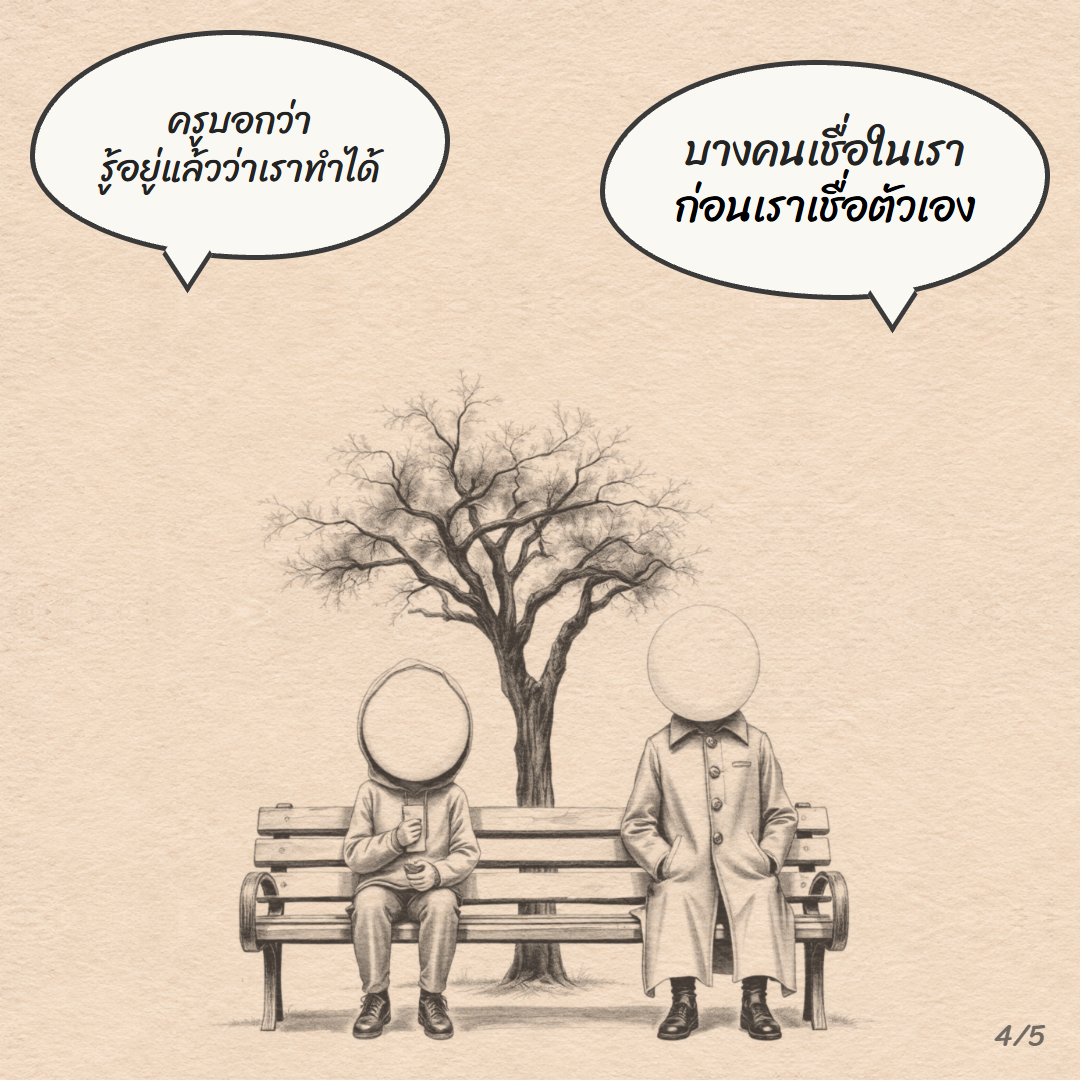 ครูบอกว่า
รู้อยู่แล้วว่าเราทำได้
บางคนเชื่อในเรา
ก่อนเราเชื่อตัวเอง
4/5